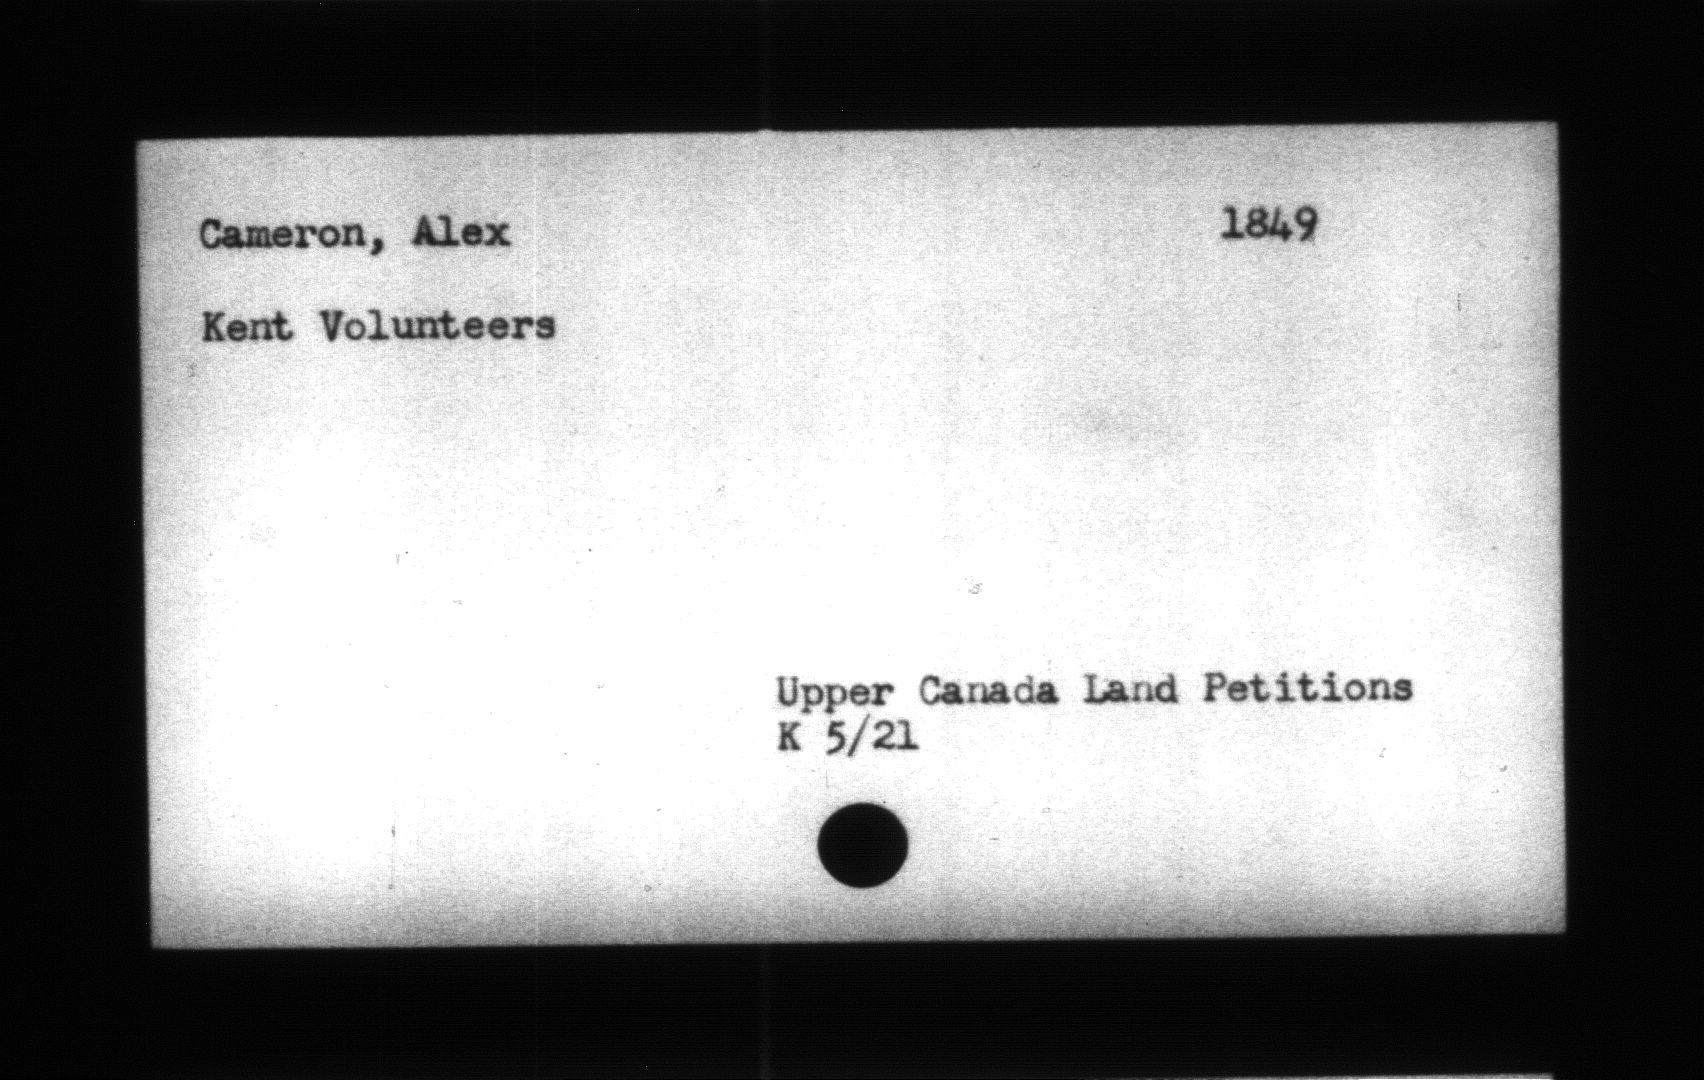 Cameron, Alex 1849
Kent Volunteers
Upper Canada Land Petitions
K 5/21